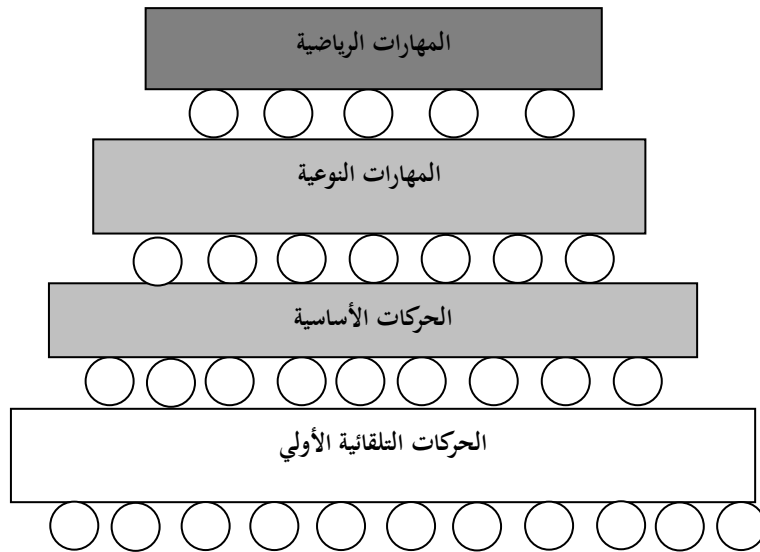 المهارات الرياضية
المهارات النوعية
الحركات الأساسية
الحركات التلقائية الأولي